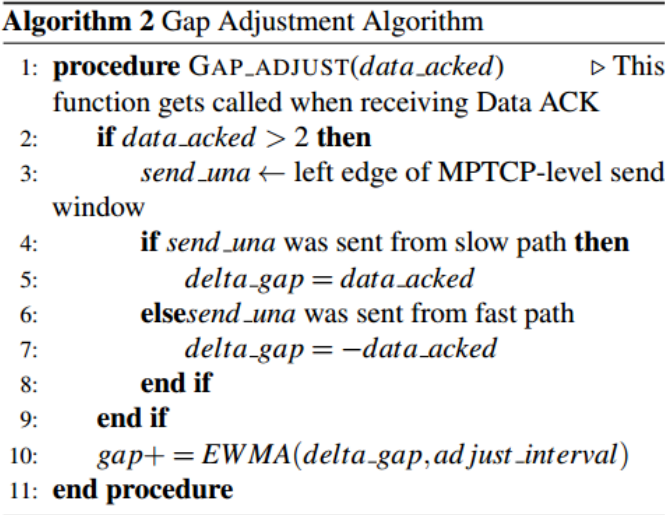 Algorithm 2 Gap Adjustment Algorithm
1: procedure GAP_ADJUST(data_acked) ▷ This
function gets called when receiving Data ACK
2: if data_acked > 2 then
3: send_una ← left edge of MPTCP-level send
window
4: if send_una was sent from slow path then
5: delta_gap = data_acked
6: elsesend_una was sent from fast path
7: delta_gap = −data_acked
8: end if
9: end if
10: gap+ = EWMA(delta_gap,adjust_interval)
11: end procedure